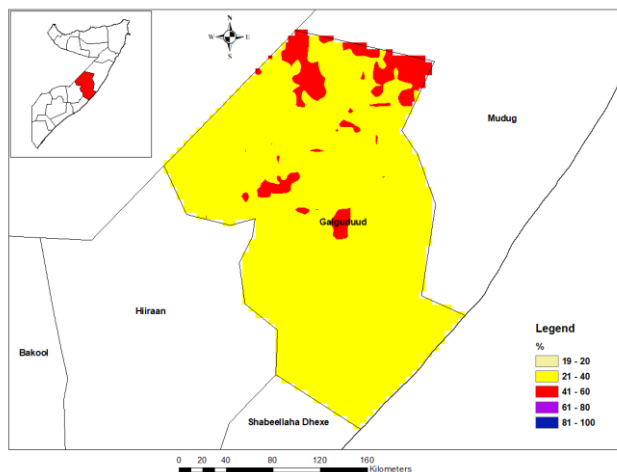 N
W E
S
Mudug
Galguduud
Hiiraan
Bakool
Shabeellaha Dhexe
Legend
%
19 - 20
21 - 40
41 - 60
61 - 80
81 - 100
0 20 40 80 120 160
Kilometers